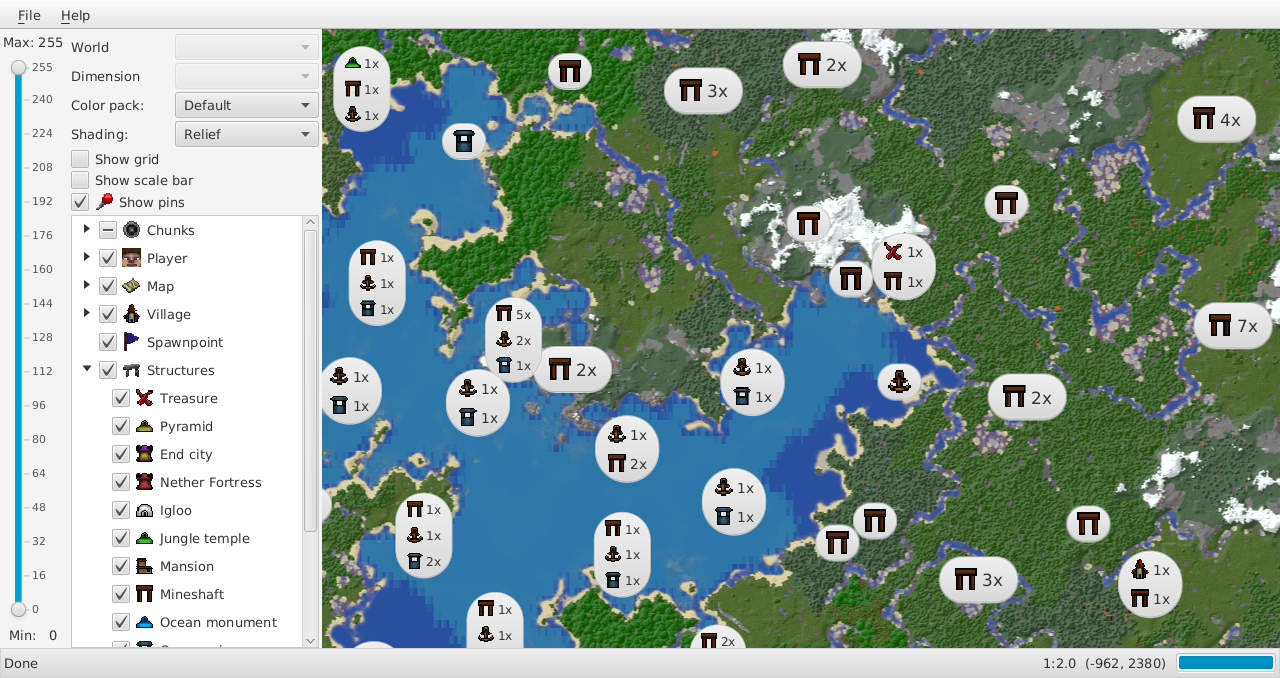 File Help
Max: 255
255
240
224
208
192
176
160
144
128
112
96
80
64
48
32
16
0
Min: 0
World
Dimension
Color pack: Default
Shading: Relief
Show grid
Show scale bar
Show pins
Chunks
Player
Map
Village
Spawnpoint
Structures
Treasure
Pyramid
End city
Nether Fortress
Igloo
Jungle temple
Mansion
Mineshaft
Ocean monument
1x
1x
1x
3x
2x
4x
1x
1x
1x
1x
1x
5x
2x
1x
2x
7x
1x
1x
1x
1x
1x
1x
2x
1x
2x
1x
1x
1x
1x
2x
1x
1x
1x
3x
1x
1x
1x
1x
2x
Done
1:2.0 (-962, 2380)